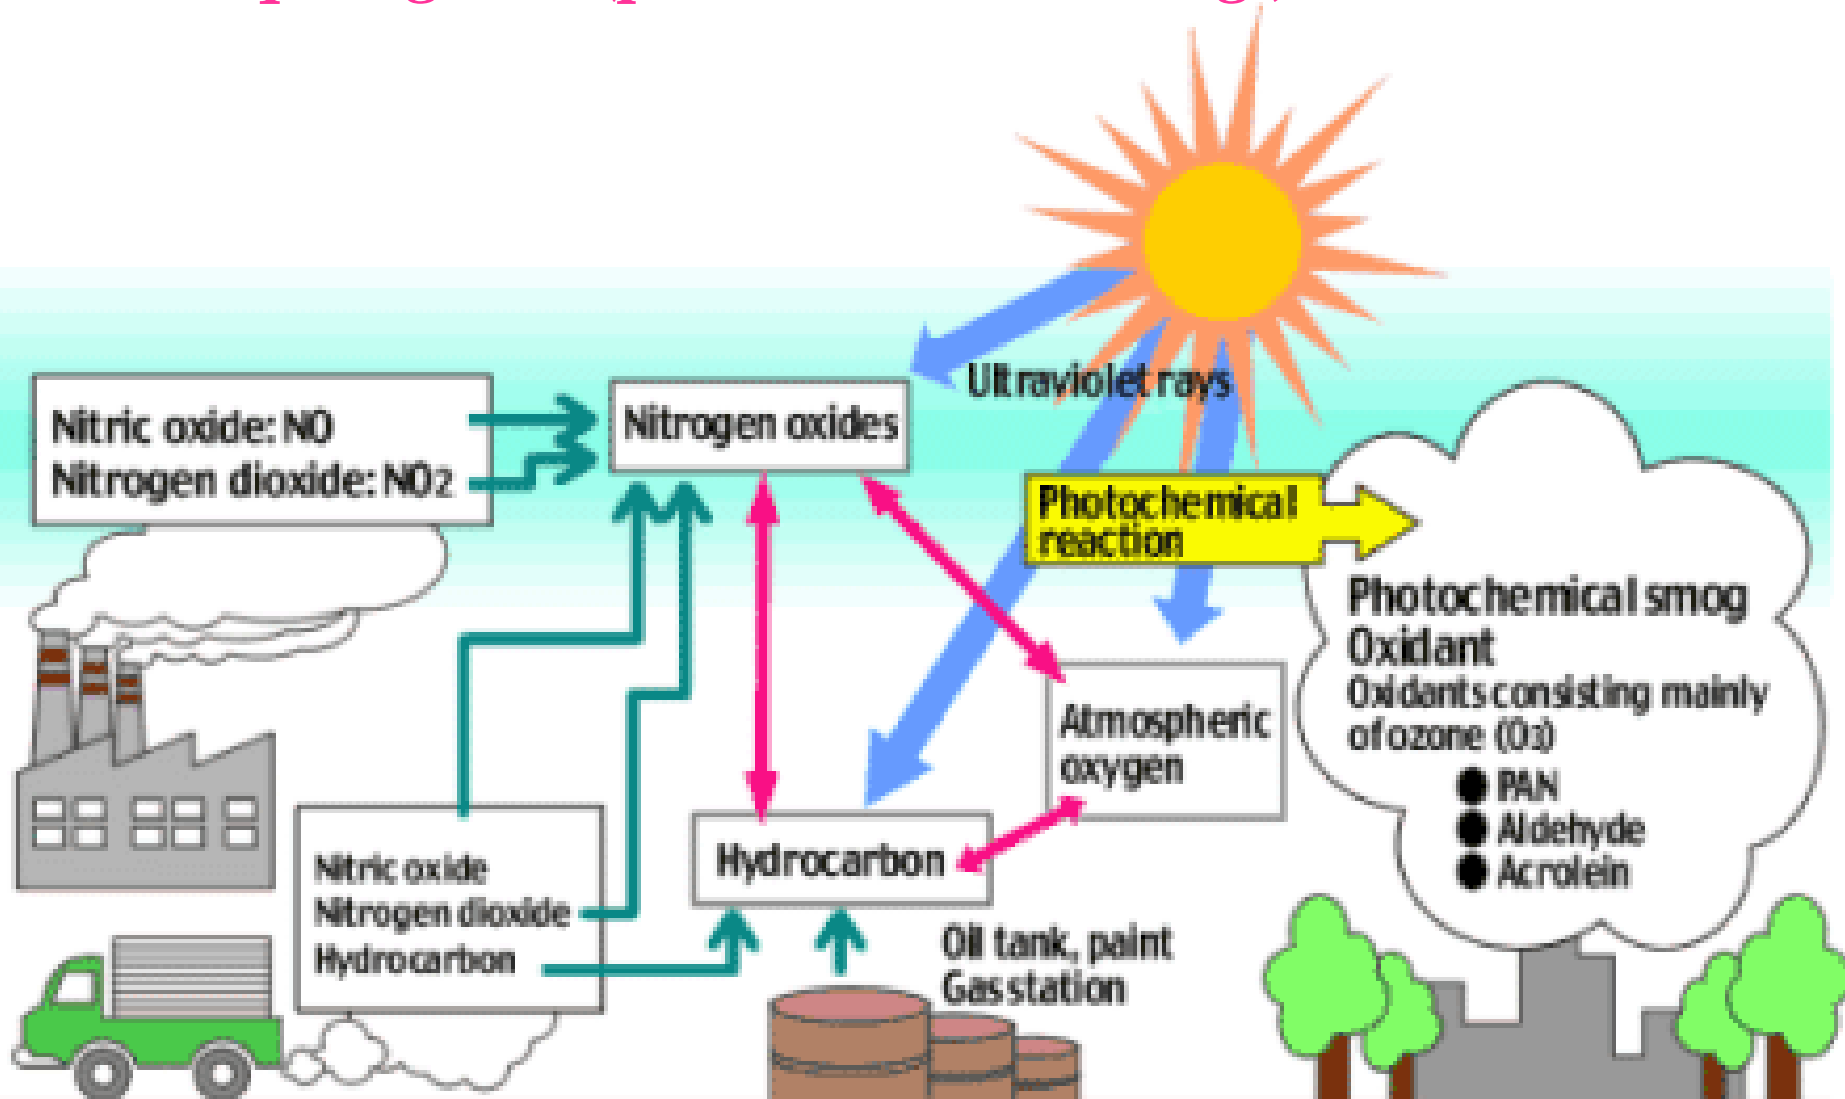 Nitric oxide: NO
Nitrogen dioxide: NO2
Nitrogen oxides
Ultraviolet rays
Photochemical
reaction
Photochemical smog
Oxidant
Oxidants consisting mainly
of ozone (O3)
● PAN
● Aldehyde
● Acrolein
Atmospheric
oxygen
Hydrocarbon
Nitric oxide
Nitrogen dioxide
Hydrocarbon
Oil tank, paint
Gas station